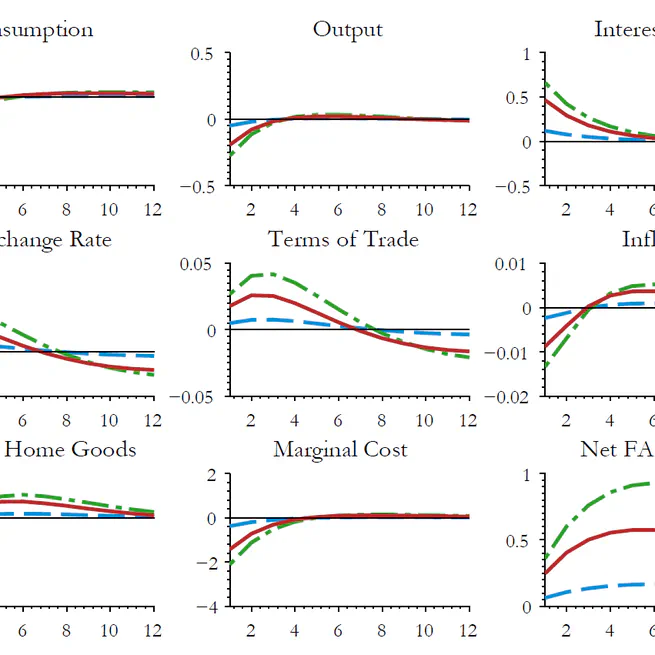 nsumption Output Interes
0.5 1
0 0.5
0
−0.5 −0.5
6 8 10 12 2 4 6 8 10 12 2 4 6
change Rate Terms of Trade Infl
0.05 0.01
0 0
−0.01
−0.05 −0.02
6 8 10 12 2 4 6 8 10 12 2 4 6
Home Goods Marginal Cost Net FA
2 1
0
0.5
−2
−4 0
6 8 10 12 2 4 6 8 10 12 2 4 6